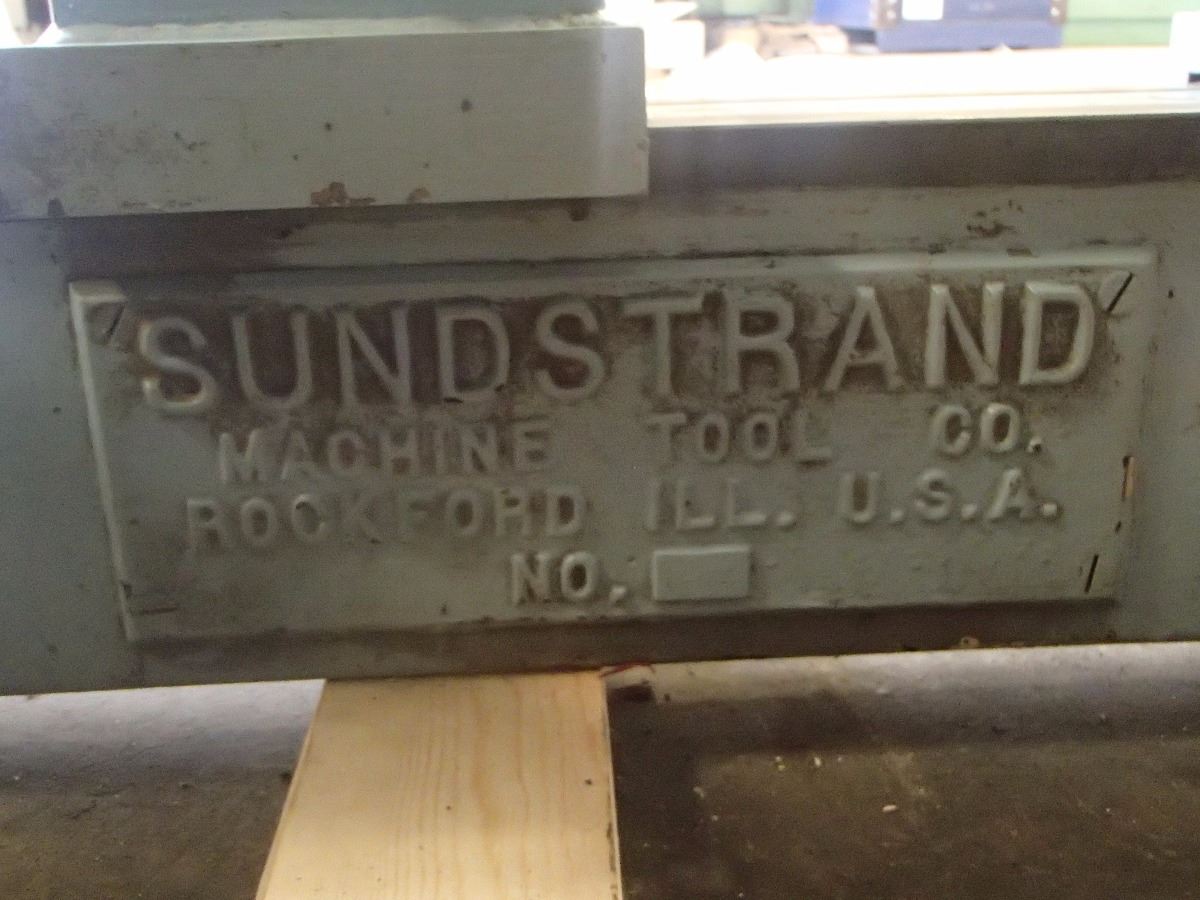 SUNDSTRAND
MACHINE TOOL CO.
ROCKFORD ILL. U.S.A.
NO.